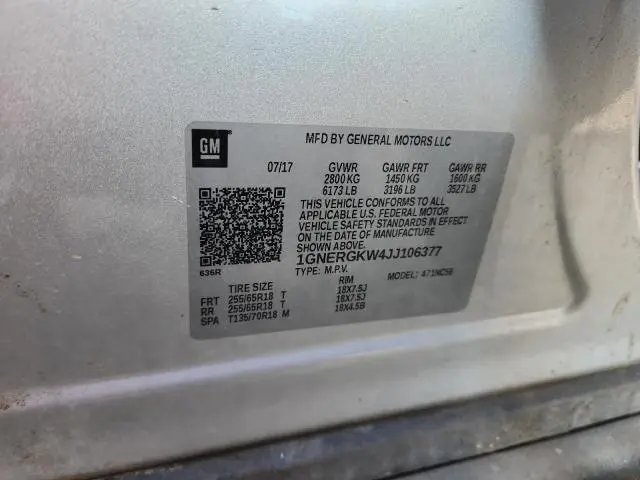 GM
MFD BY GENERAL MOTORS LLC
07/17 GVWR GAWR FRT GAWR RR
2800 KG 1450 KG 1600 KG
6173 LB 3196 LB 3527 LB
THIS VEHICLE CONFORMS TO ALL
APPLICABLE U.S. FEDERAL MOTOR
VEHICLE SAFETY STANDARDS IN EFFECT
ON THE DATE OF MANUFACTURE
SHOWN ABOVE.
1GNERGKW4JJ106377
636R
TYPE: M.P.V. MODEL: 471NC56
TIRE SIZE RIM
FRT 255/65R18 T 18X7.5J
RR 255/65R18 T 18X7.5J
SPA T135/70R18 M 18X4.5B